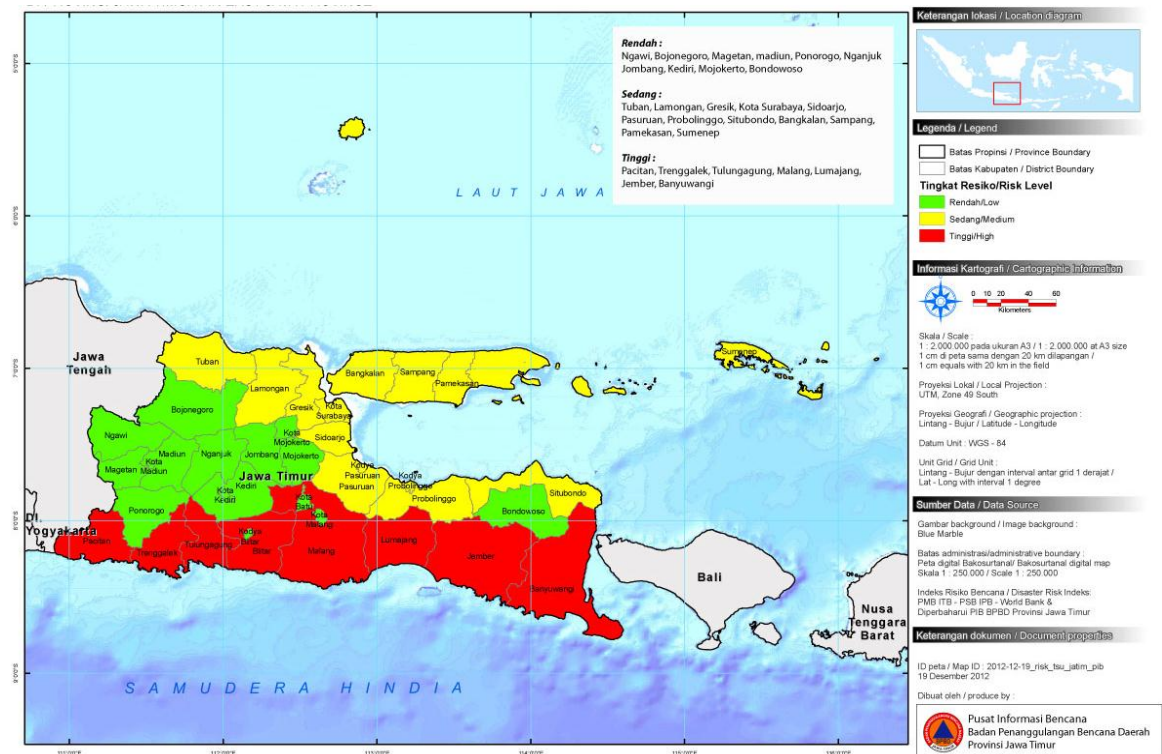 Rendah :
Ngawi, Bojonegoro, Magetan, madiun, Ponorogo, Nganjuk
Jombang, Kediri, Mojokerto, Bondowoso
Sedang :
Tuban, Lamongan, Gresik, Kota Surabaya, Sidoarjo,
Pasuruan, Probolinggo, Situbondo, Bangkalan, Sampang,
Pamekasan, Sumenep
Tinggi :
Pacitan, Trenggalek, Tulungagung, Malang, Lumajang,
Jember, Banyuwangi
LAUT JAWA
Jawa
Tengah
Tuban
Lamongan
Bojonegoro
Gresik
Kota
Surabaya
Bangkalan
Sampang
Pamekasan
Sumenep
Ngawi
Kota
Mojokerto
Sidoarjo
Magetan
Madiun
Kota
Madiun
Nganjuk
Jombang
Mojokerto
Jawa Timur
Kediri
Kota
Kediri
Kodya
Pasuruan
Pasuruan
Kodya
Probolinggo
Probolinggo
Situbondo
Bondowoso
Ponorogo
Kota
Batu
Kota
Malang
DI.
Yogyakarta
Pacitan
Trenggalek
Tulungagung
Kodya
Blitar
Blitar
Malang
Lumajang
Jember
Banyuwangi
Bali
Nusa
Tenggara
Barat
SAMUDERA HINDIA
Keterangan lokasi / Location diagram
Legenda / Legend
Batas Propinsi / Province Boundary
Batas Kabupaten / District Boundary
Tingkat Resiko/Risk Level
Rendah/Low
Sedang/Medium
Tinggi/High
Informasi Kartografi / Cartographic Information
0 10 20 40 60
Kilometers
Skala / Scale :
1 : 2.000.000 pada ukuran A3 / 1 : 2.000.000 at A3 size
1 cm di peta sama dengan 20 km dilapangan /
1 cm equals with 20 km in the field
Proyeksi Lokal / Local Projection :
UTM, Zone 49 South
Proyeksi Geografi / Geographic projection :
Lintang - Bujur / Latitude - Longitude
Datum Unit : WGS - 84
Unit Grid / Grid Unit :
Lintang - Bujur dengan interval antar grid 1 derajat /
Lat - Long with interval 1 degree
Sumber Data / Data Source
Gambar background / Image background :
Blue Marble
Batas administrasi/administrative boundary :
Peta digital Bakosurtanal/ Bakosurtanal digital map
Skala 1 : 250.000 / Scale 1 : 250.000
Indeks Risiko Bencana / Disaster Risk Indeks:
PMB ITB - PSB IPB - World Bank &
Diperbaharui PIB BPBD Provinsi Jawa Timur
Keterangan dokumen / Document properties
ID peta / Map ID : 2012-12-19_risk_tsu_jatim_pib
19 Desember 2012
Dibuat oleh / produce by :
Pusat Informasi Bencana
Badan Penanggulangan Bencana Daerah
Provinsi Jawa Timur